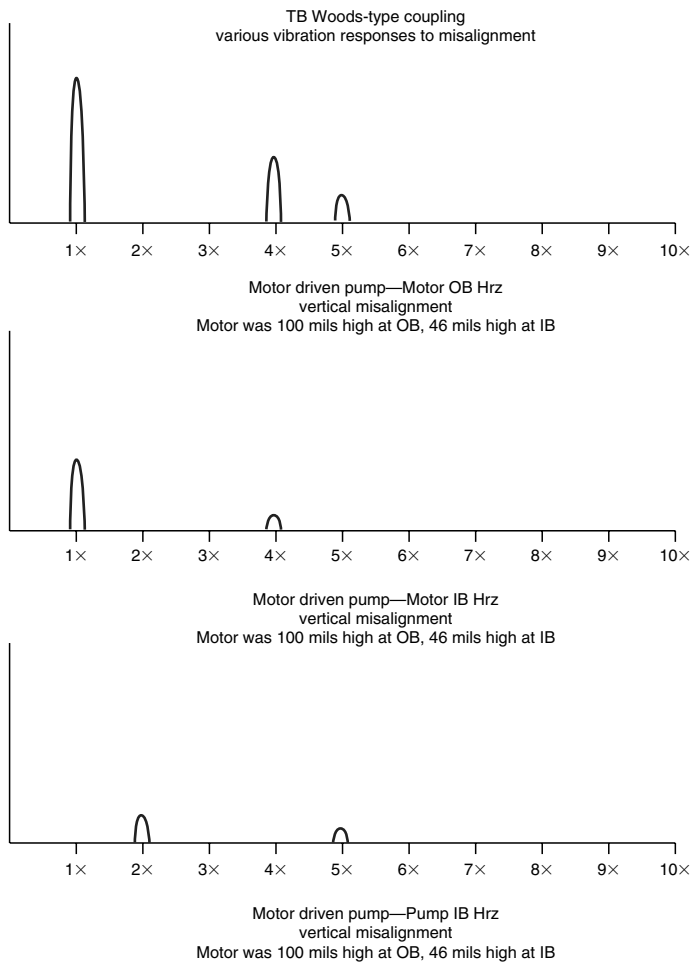 TB Woods-type coupling
various vibration responses to misalignment
1× 2× 3× 4× 5× 6× 7× 8× 9× 10×
Motor driven pump—Motor OB Hrz
vertical misalignment
Motor was 100 mils high at OB, 46 mils high at IB
1× 2× 3× 4× 5× 6× 7× 8× 9× 10×
Motor driven pump—Motor IB Hrz
vertical misalignment
Motor was 100 mils high at OB, 46 mils high at IB
1× 2× 3× 4× 5× 6× 7× 8× 9× 10×
Motor driven pump—Pump IB Hrz
vertical misalignment
Motor was 100 mils high at OB, 46 mils high at IB